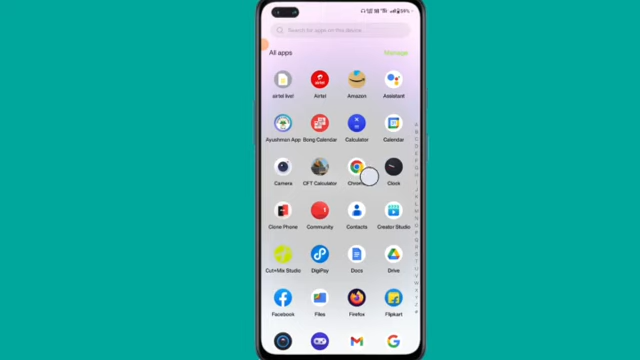 Search for apps on this device
All apps
Manage
airtel live!
Airtel
Amazon
Assistant
Ayushman App
Bong Calendar
Calculator
Calendar
Camera
CFT Calculator
Chrome
Clock
Clone Phone
Community
Contacts
Creator Studio
Cut+Mix Studio
DigiPay
Docs
Drive
Facebook
Files
Firefox
Flipkart